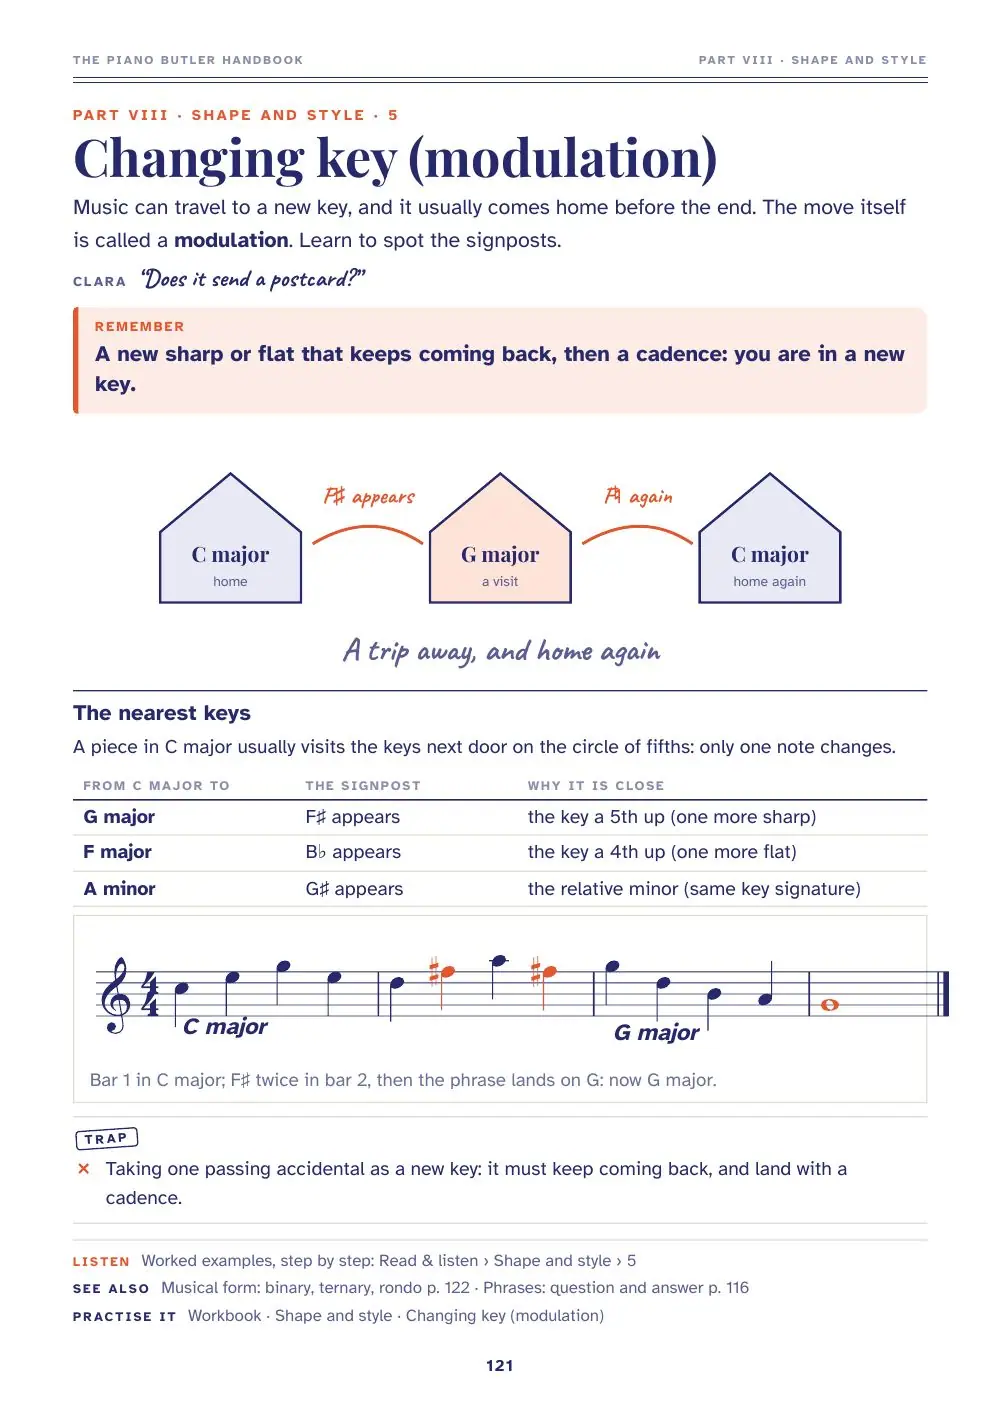 THE PIANO BUTLER HANDBOOK
PART VIII · SHAPE AND STYLE
PART VIII · SHAPE AND STYLE · 5
Changing key (modulation)
Music can travel to a new key, and it usually comes home before the end. The move itself
is called a modulation. Learn to spot the signposts.
CLARA “Does it send a postcard?”
REMEMBER
A new sharp or flat that keeps coming back, then a cadence: you are in a new
key.
F♯ appears
F♮ again
C major
home
G major
a visit
C major
home again
A trip away, and home again
The nearest keys
A piece in C major usually visits the keys next door on the circle of fifths: only one note changes.
FROM C MAJOR TO THE SIGNPOST WHY IT IS CLOSE
G major F♯ appears the key a 5th up (one more sharp)
F major B♭ appears the key a 4th up (one more flat)
A minor G♯ appears the relative minor (same key signature)
C major
G major
Bar 1 in C major; F♯ twice in bar 2, then the phrase lands on G: now G major.
TRAP
× Taking one passing accidental as a new key: it must keep coming back, and land with a
cadence.
LISTEN Worked examples, step by step: Read & listen › Shape and style › 5
SEE ALSO Musical form: binary, ternary, rondo p. 122 · Phrases: question and answer p. 116
PRACTISE IT Workbook · Shape and style · Changing key (modulation)
121